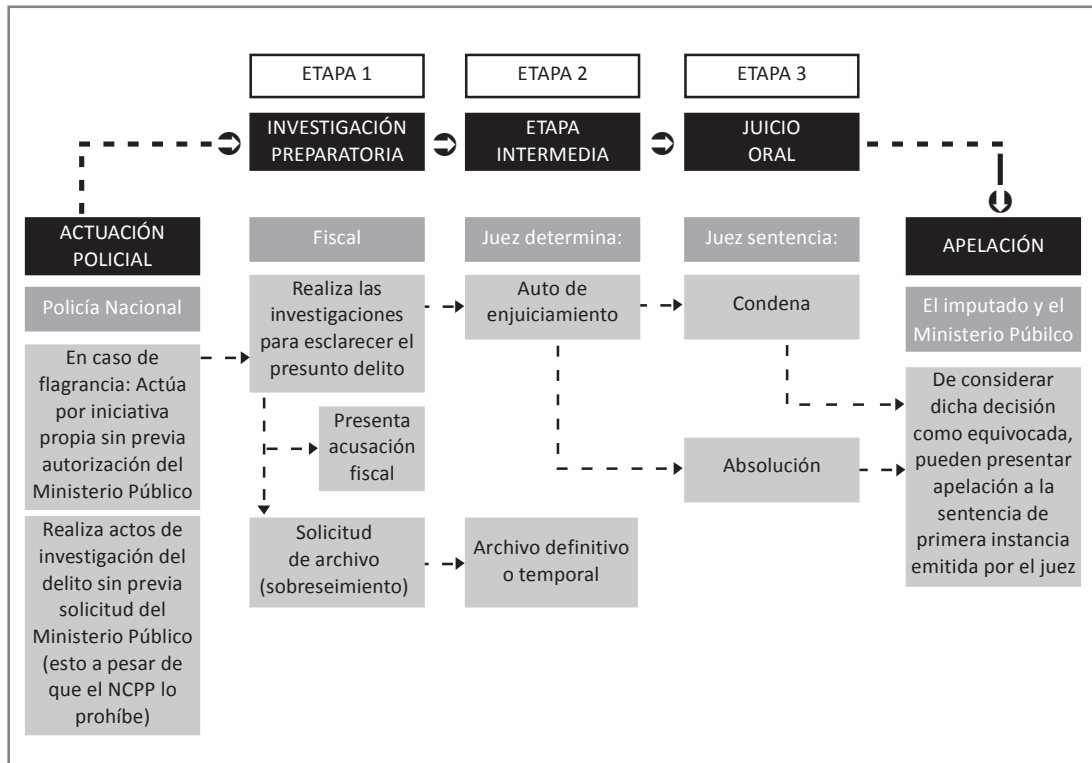 ETAPA 1
ETAPA 2
ETAPA 3
INVESTIGACIÓN
PREPARATORIA
ETAPA
INTERMEDIA
JUICIO
ORAL
ACTUACIÓN
POLICIAL
Policía Nacional
En caso de
flagrancia: Actúa
por iniciativa
propia sin previa
autorización del
Ministerio Público
Realiza actos de
investigación del
delito sin previa
solicitud del
Ministerio Público
(esto a pesar de
que el NCPP lo
prohíbe)
Fiscal
Realiza las
investigaciones
para esclarecer el
presunto delito
Presenta
acusación
fiscal
Solicitud
de archivo
(sobreseimiento)
Juez determina:
Auto de
enjuiciamiento
Archivo definitivo
o temporal
Juez sentencia:
Condena
Absolución
APELACIÓN
El imputado y el
Ministerio Púbilco
De considerar
dicha decisión
como equivocada,
pueden presentar
apelación a la
sentencia de
primera instancia
emitida por el juez